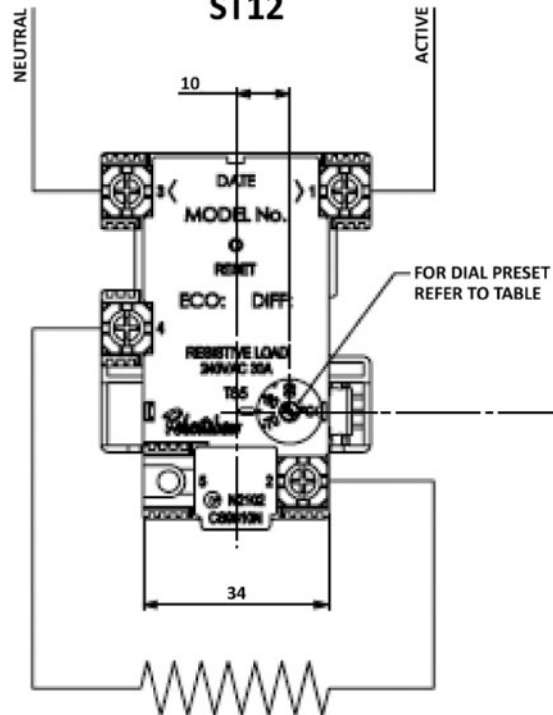 ST12
NEUTRAL
ACTIVE
10
3
DATE
1
MODEL No.
RESET
FOR DIAL PRESET
REFER TO TABLE
ECO: DIFF:
4
RESISTIVE LOAD
240VAC 20A
T85
5
2
N2102
34